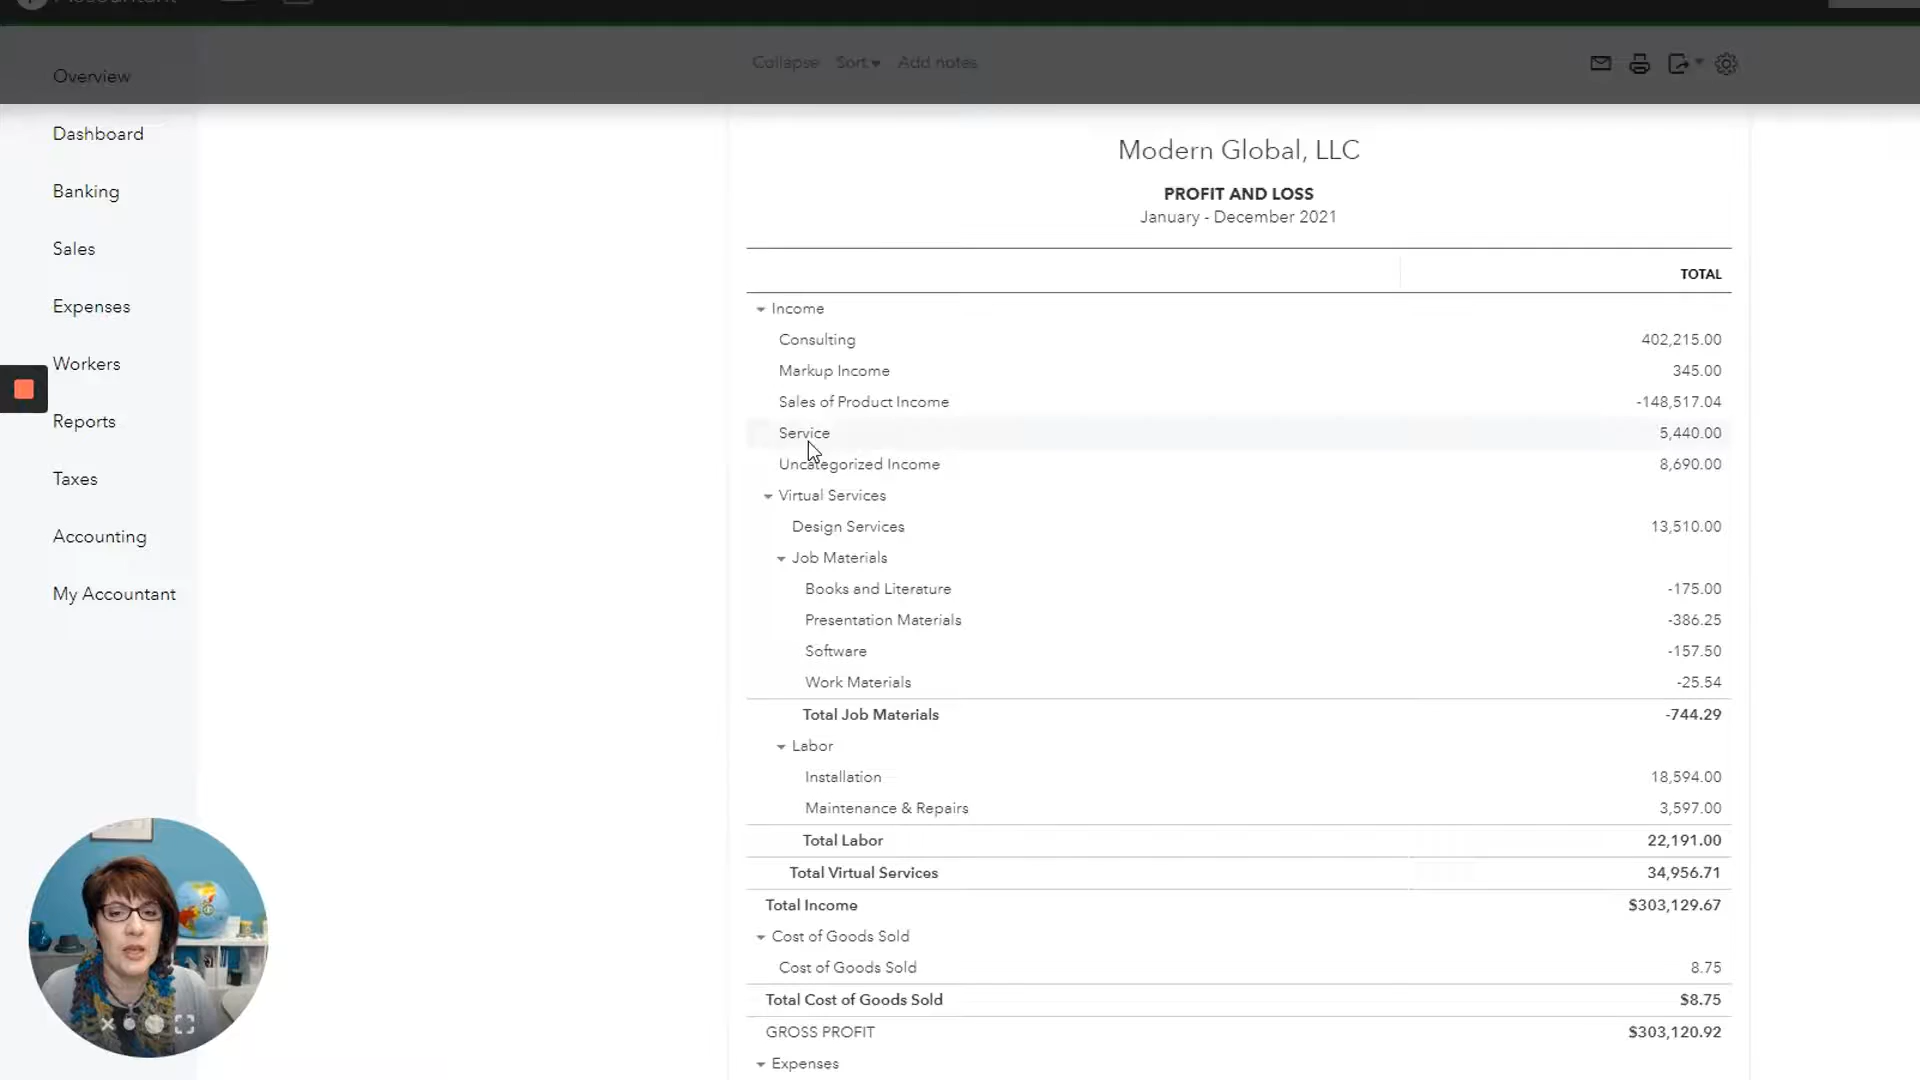 Accountant
Overview
Collapse Sort Add notes
Dashboard
Banking
Sales
Expenses
Workers
Reports
Taxes
Accounting
My Accountant
Modern Global, LLC
PROFIT AND LOSS
January - December 2021
TOTAL
Income
Consulting 402,215.00
Markup Income 345.00
Sales of Product Income -148,517.04
Service 5,440.00
Uncategorized Income 8,690.00
Virtual Services
Design Services 13,510.00
Job Materials
Books and Literature -175.00
Presentation Materials -386.25
Software -157.50
Work Materials -25.54
Total Job Materials -744.29
Labor
Installation 18,594.00
Maintenance & Repairs 3,597.00
Total Labor 22,191.00
Total Virtual Services 34,956.71
Total Income $303,129.67
Cost of Goods Sold
Cost of Goods Sold 8.75
Total Cost of Goods Sold $8.75
GROSS PROFIT $303,120.92
Expenses